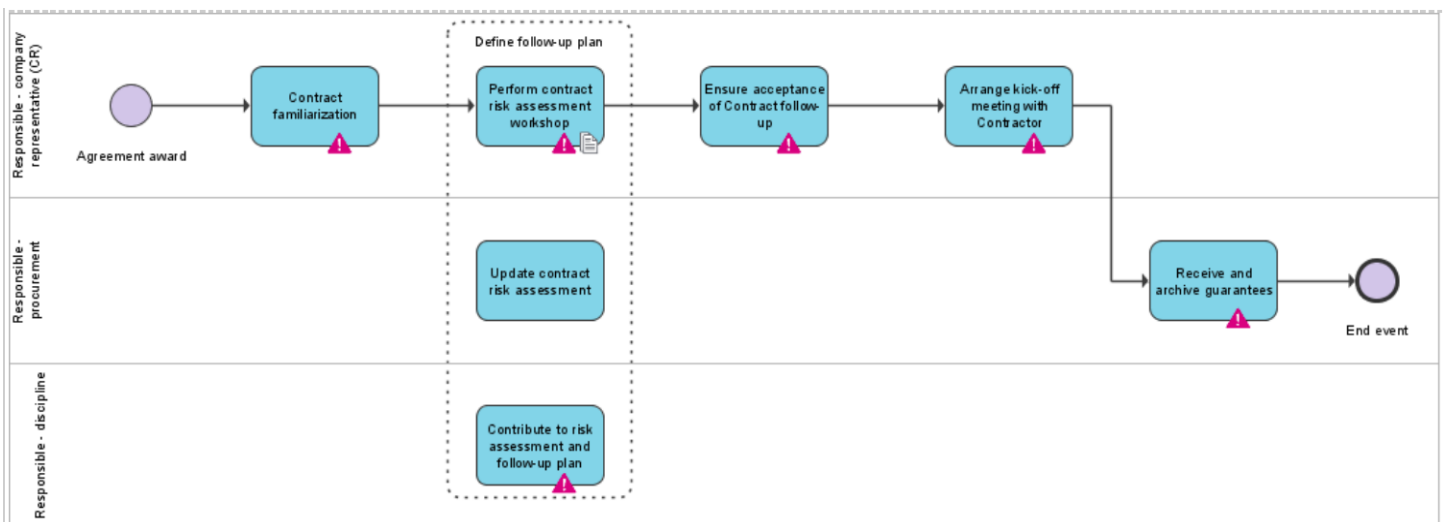 Responsible - company
representative (CR)
Agreement award
Contract
familiarization
Define follow-up plan
Perform contract
risk assessment
workshop
Ensure acceptance
of Contract follow-
up
Arrange kick-off
meeting with
Contractor
Responsible -
procurement
Update contract
risk assessment
Receive and
archive guarantees
End event
Responsible - discipline
Contribute to risk
assessment and
follow-up plan